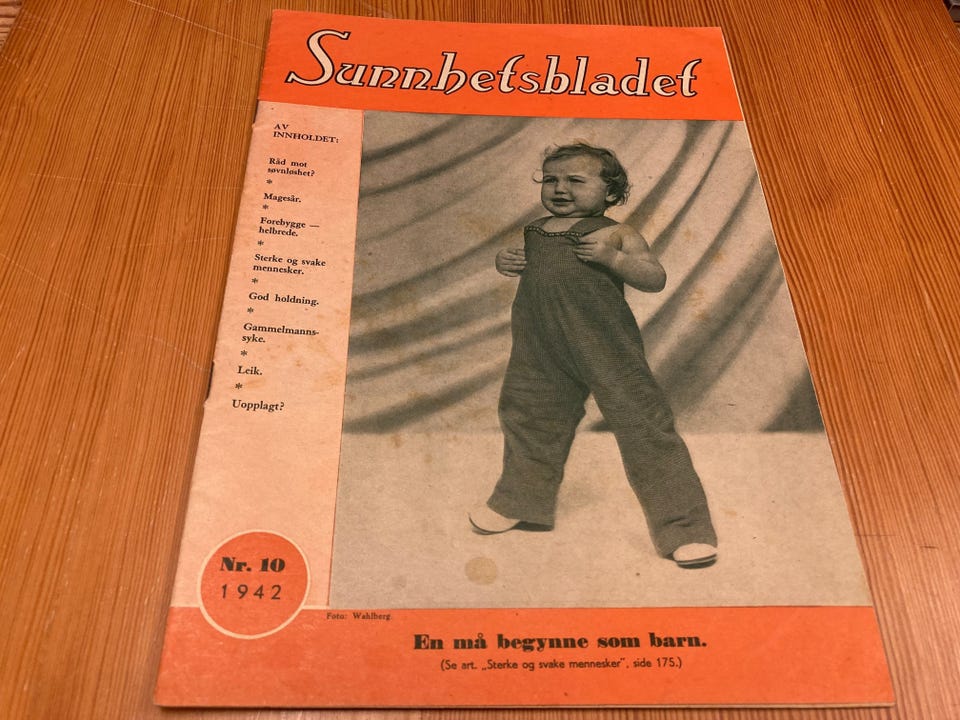 Sunnhetsbladet
AV
INNHOLDET:
Råd mot
søvnløshet?
*
Magesår.
*
Forebygge —
helbrede.
*
Sterke og svake
mennesker.
*
God holdning.
*
Gammelmanns-
syke.
*
Leik.
*
Uopplagt?
Nr. 10
1942
Foto: Wahlberg.
En må begynne som barn.
(Se art. „Sterke og svake mennesker", side 175.)